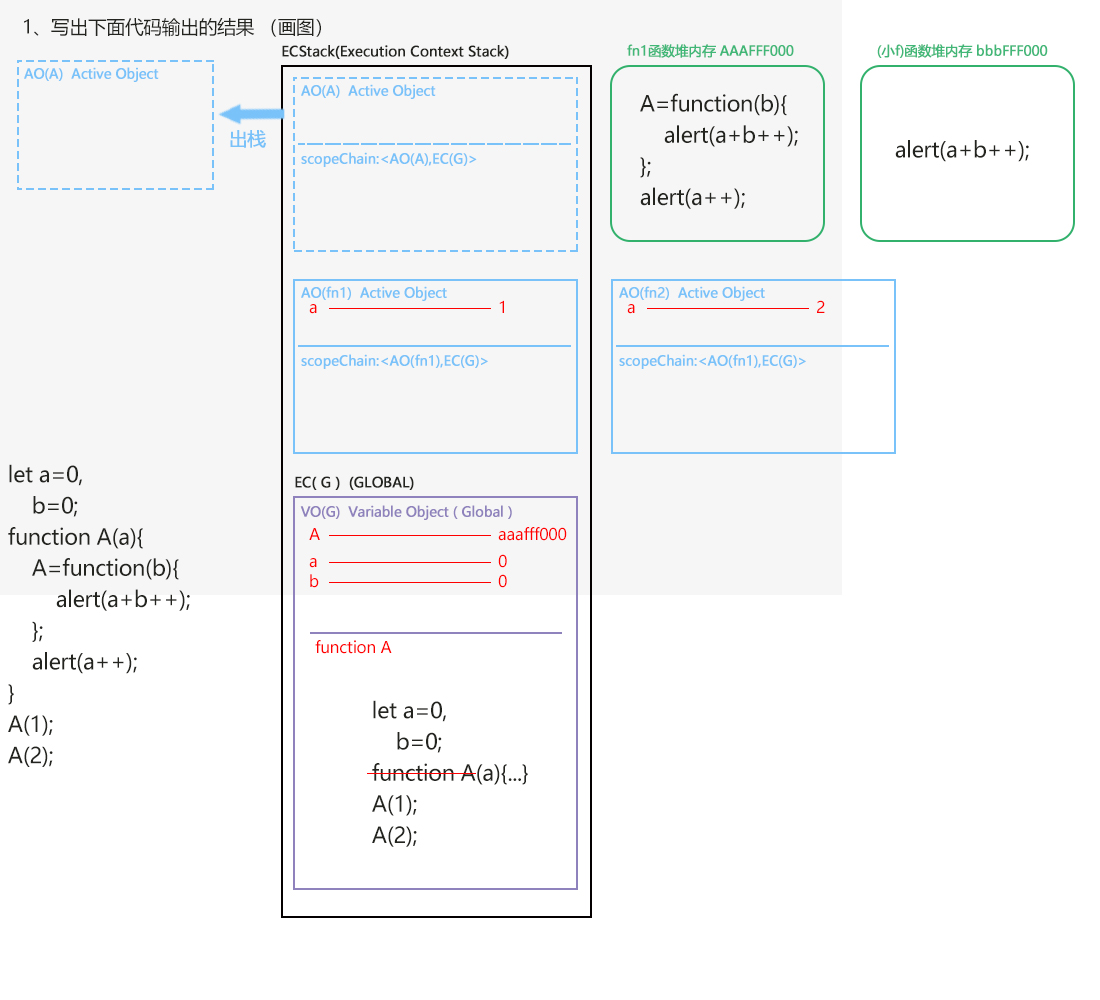 1、写出下面代码输出的结果 （画图）
ECStack(Execution Context Stack)
fn1函数堆内存 AAAFFF000
(小f)函数堆内存 bbbFFF000
AO(A) Active Object
出栈
AO(A) Active Object
scopeChain:<AO(A),EC(G)>
A=function(b){
alert(a+b++);
};
alert(a++);
alert(a+b++);
AO(fn1) Active Object
a 1
scopeChain:<AO(fn1),EC(G)>
AO(fn2) Active Object
a 2
scopeChain:<AO(fn1),EC(G)>
let a=0,
b=0;
function A(a){
A=function(b){
alert(a+b++);
};
alert(a++);
}
A(1);
A(2);
EC( G ) (GLOBAL)
VO(G) Variable Object ( Global )
A aaafff000
a 0
b 0
function A
let a=0,
b=0;
function A(a){...}
A(1);
A(2);